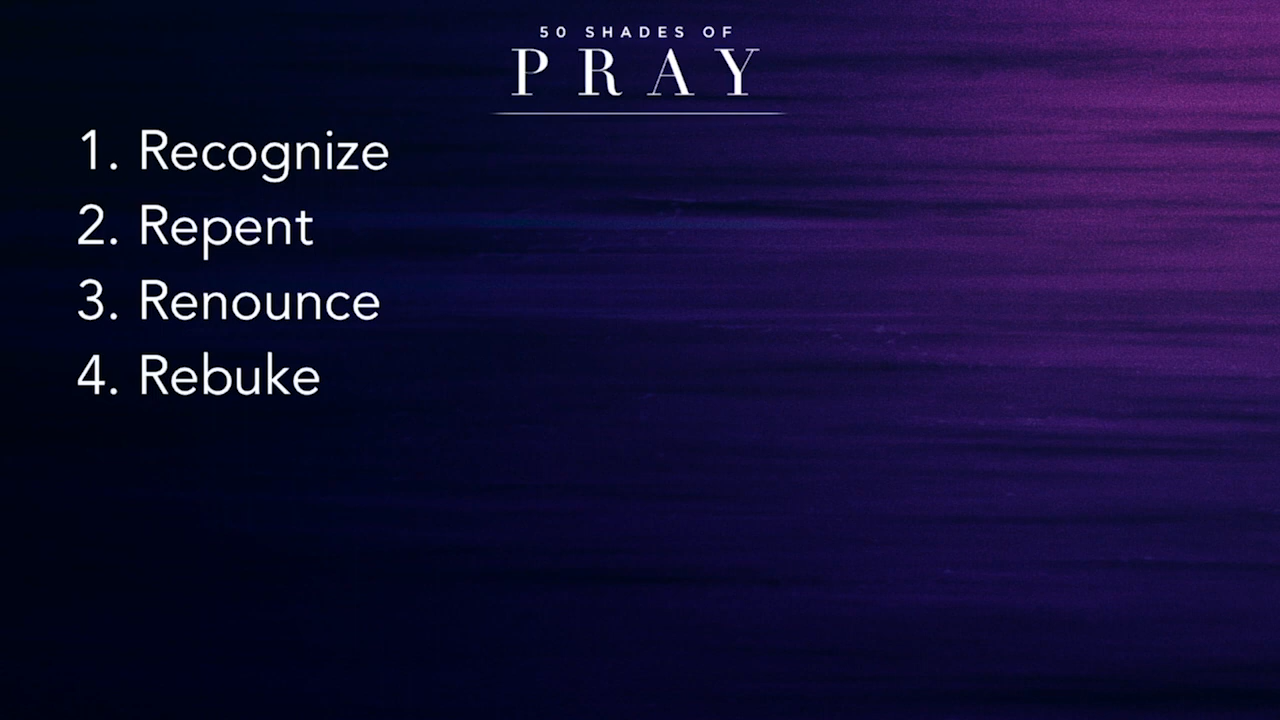 50 SHADES OF
PRAY
1. Recognize
2. Repent
3. Renounce
4. Rebuke